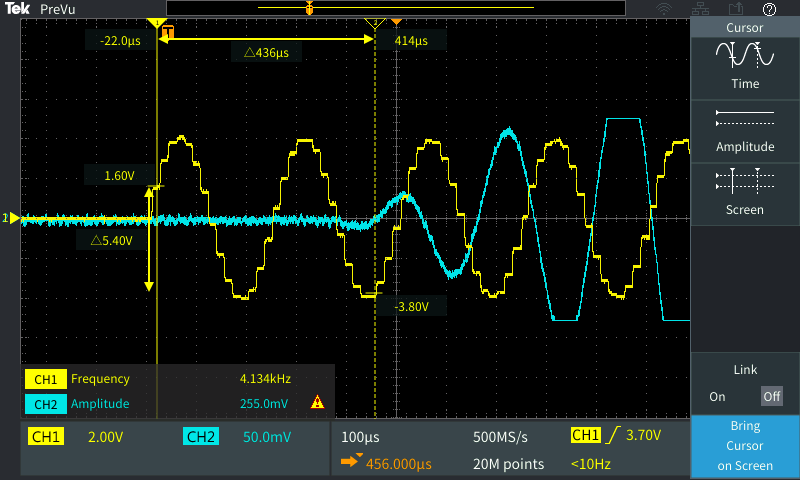 Tek PreVu
T
?
Cursor
1
2
T
-22.0µs
△436µs
414µs
Time
Amplitude
1.60V
Screen
1
△5.40V
-3.80V
CH1 Frequency 4.134kHz
CH2 Amplitude 255.0mV
Link
On Off
CH1 2.00V CH2 50.0mV 100µs 500MS/s CH1 3.70V
456.000µs 20M points <10Hz
Bring
Cursor
on Screen